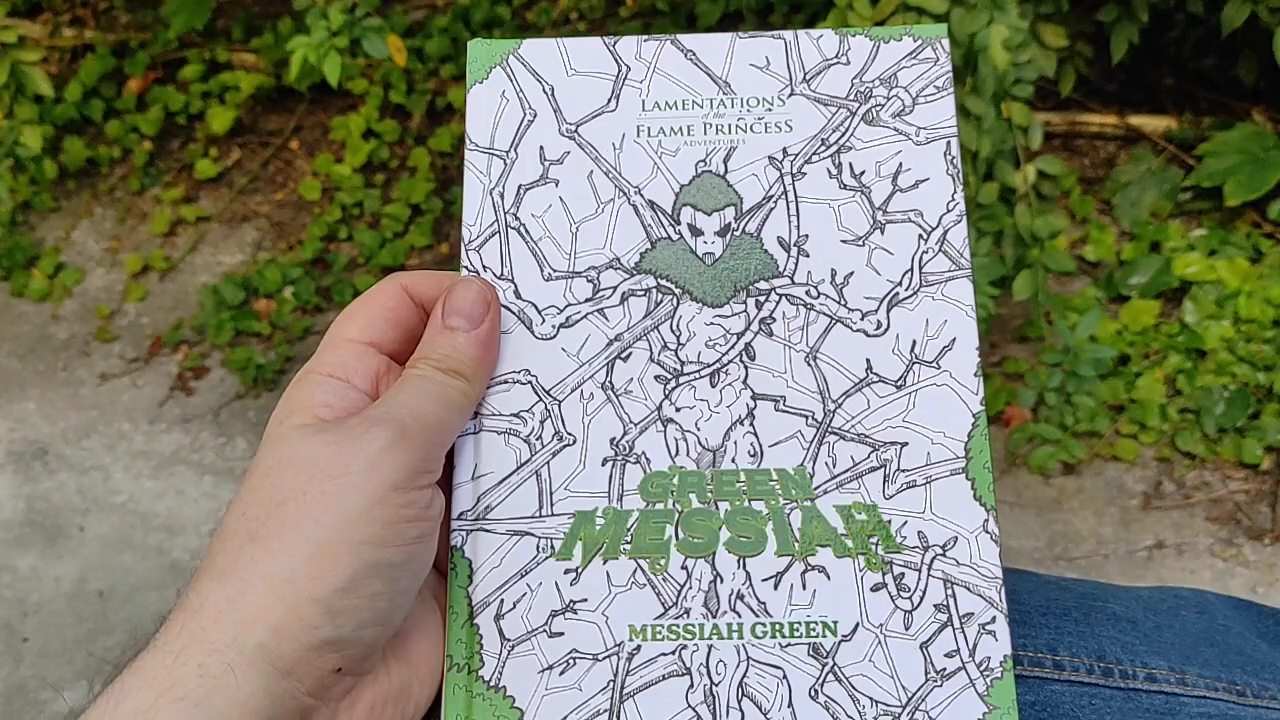 LAMENTATIONS
of the
FLAME PRINCESS
ADVENTURES
GREEN
MESSIAH
MESSIAH GREEN